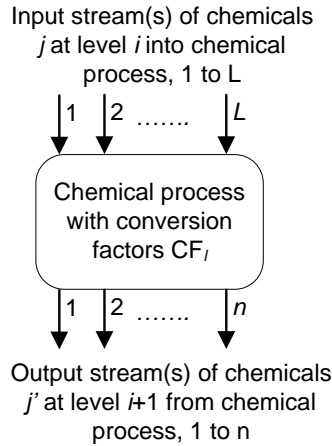 Input stream(s) of chemicals
j at level i into chemical
process, 1 to L
1 2 ……. L
Chemical process
with conversion
factors CFl
1 2 ……. n
Output stream(s) of chemicals
j' at level i+1 from chemical
process, 1 to n